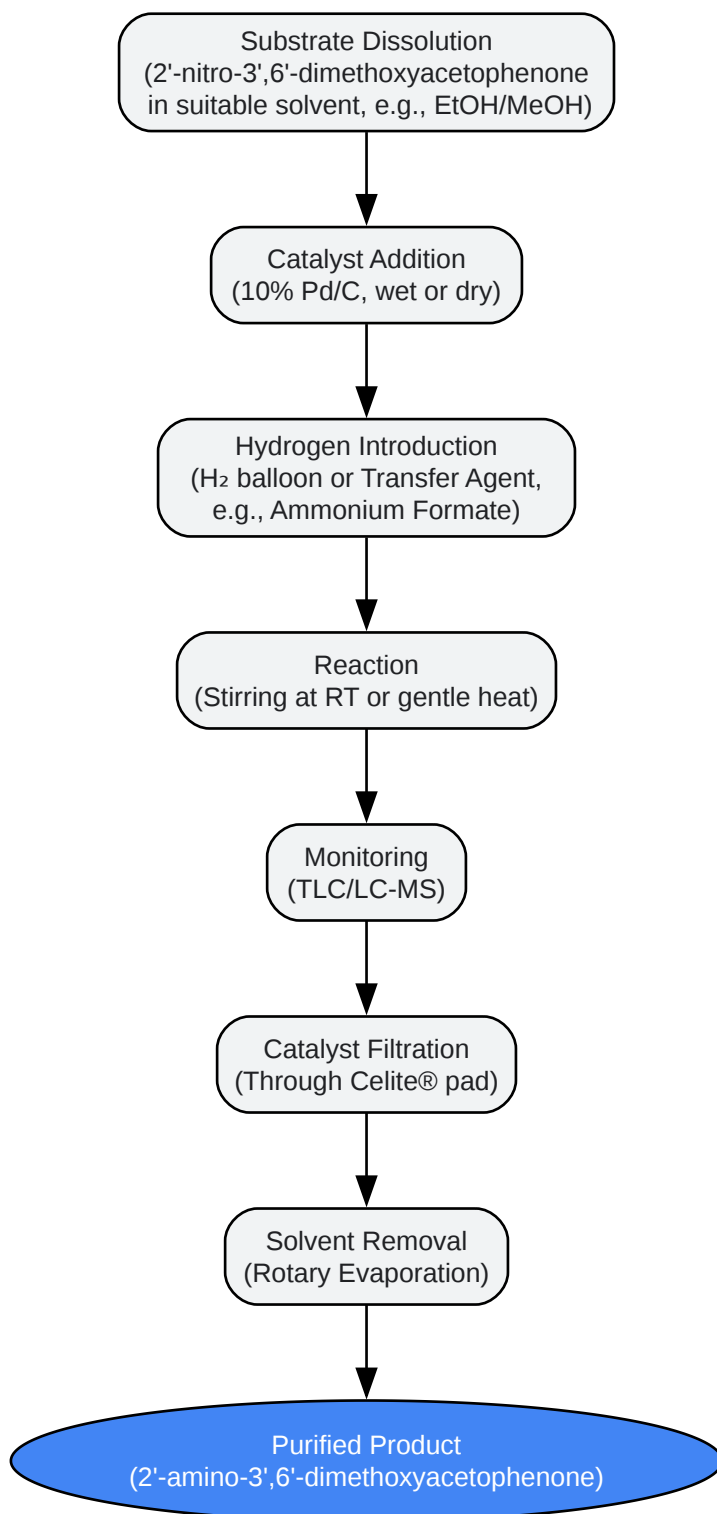 Substrate Dissolution
(2'-nitro-3',6'-dimethoxyacetophenone
in suitable solvent, e.g., EtOH/MeOH)
Catalyst Addition
(10% Pd/C, wet or dry)
Hydrogen Introduction
(H₂ balloon or Transfer Agent,
e.g., Ammonium Formate)
Reaction
(Stirring at RT or gentle heat)
Monitoring
(TLC/LC-MS)
Catalyst Filtration
(Through Celite® pad)
Solvent Removal
(Rotary Evaporation)
Purified Product
(2'-amino-3',6'-dimethoxyacetophenone)